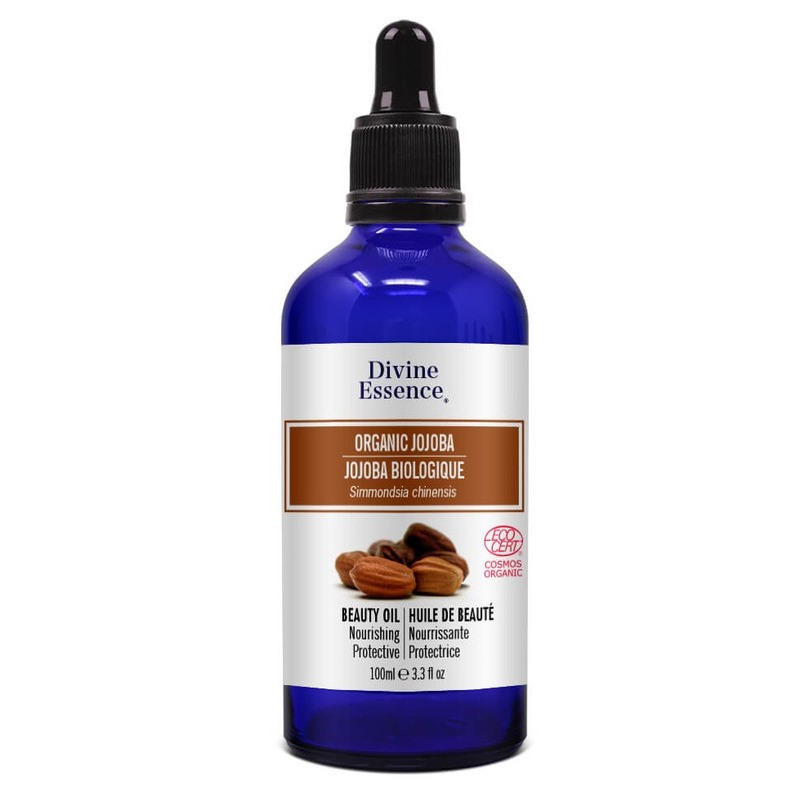 Divine
Essence®
ORGANIC JOJOBA
JOJOBA BIOLOGIQUE
Simmondsia chinensis
ECO
CERT®
COSMOS
ORGANIC
BEAUTY OIL | HUILE DE BEAUTÉ
Nourishing | Nourrissante
Protective | Protectrice
100ml ℮ 3.3 fl oz